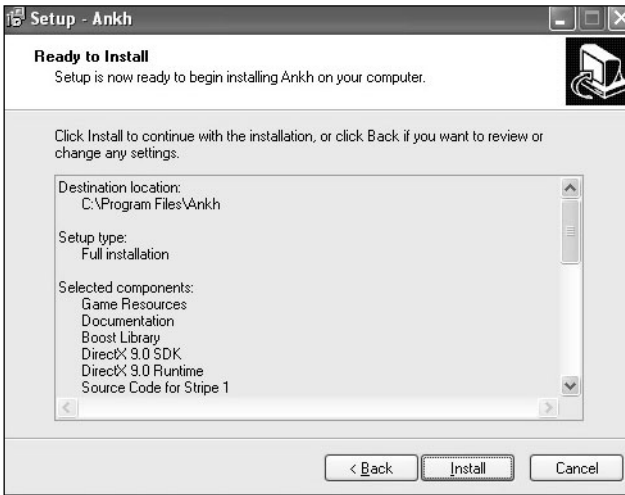 Setup - Ankh
Ready to Install
Setup is now ready to begin installing Ankh on your computer.
Click Install to continue with the installation, or click Back if you want to review or
change any settings.
Destination location:
C:\Program Files\Ankh
Setup type:
Full installation
Selected components:
Game Resources
Documentation
Boost Library
DirectX 9.0 SDK
DirectX 9.0 Runtime
Source Code for Stripe 1
< Back
Install
Cancel